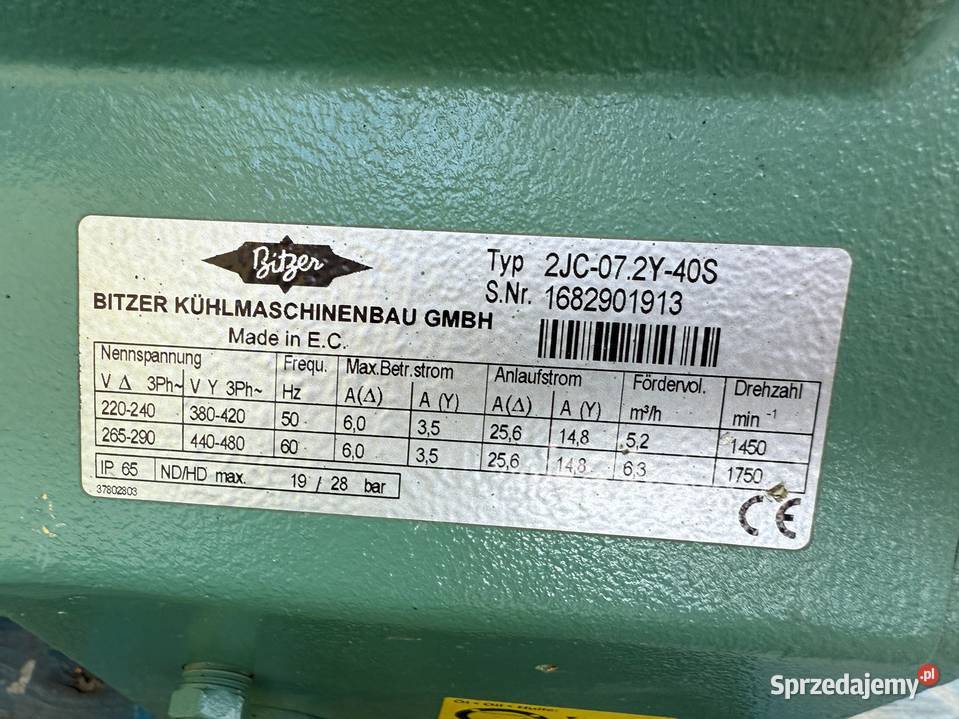 Bitzer
BITZER KÜHLMASCHINENBAU GMBH
Made in E.C.
Typ 2JC-07.2Y-40S
S.Nr. 1682901913
Nennspannung Frequ. Max.Betr.strom Anlaufstrom Fördervol. Drehzahl
V Δ 3Ph~ V Y 3Ph~ Hz A(Δ) A (Y) A(Δ) A (Y) m³/h min -1
220-240 380-420 50 6,0 3,5 25,6 14,8 5,2 1450
265-290 440-480 60 6,0 3,5 25,6 14,8 6,3 1750
IP 65 ND/HD max. 19 / 28 bar
37802803
CE
Öl • Oil • Huile:
Sprzedajemy.pl